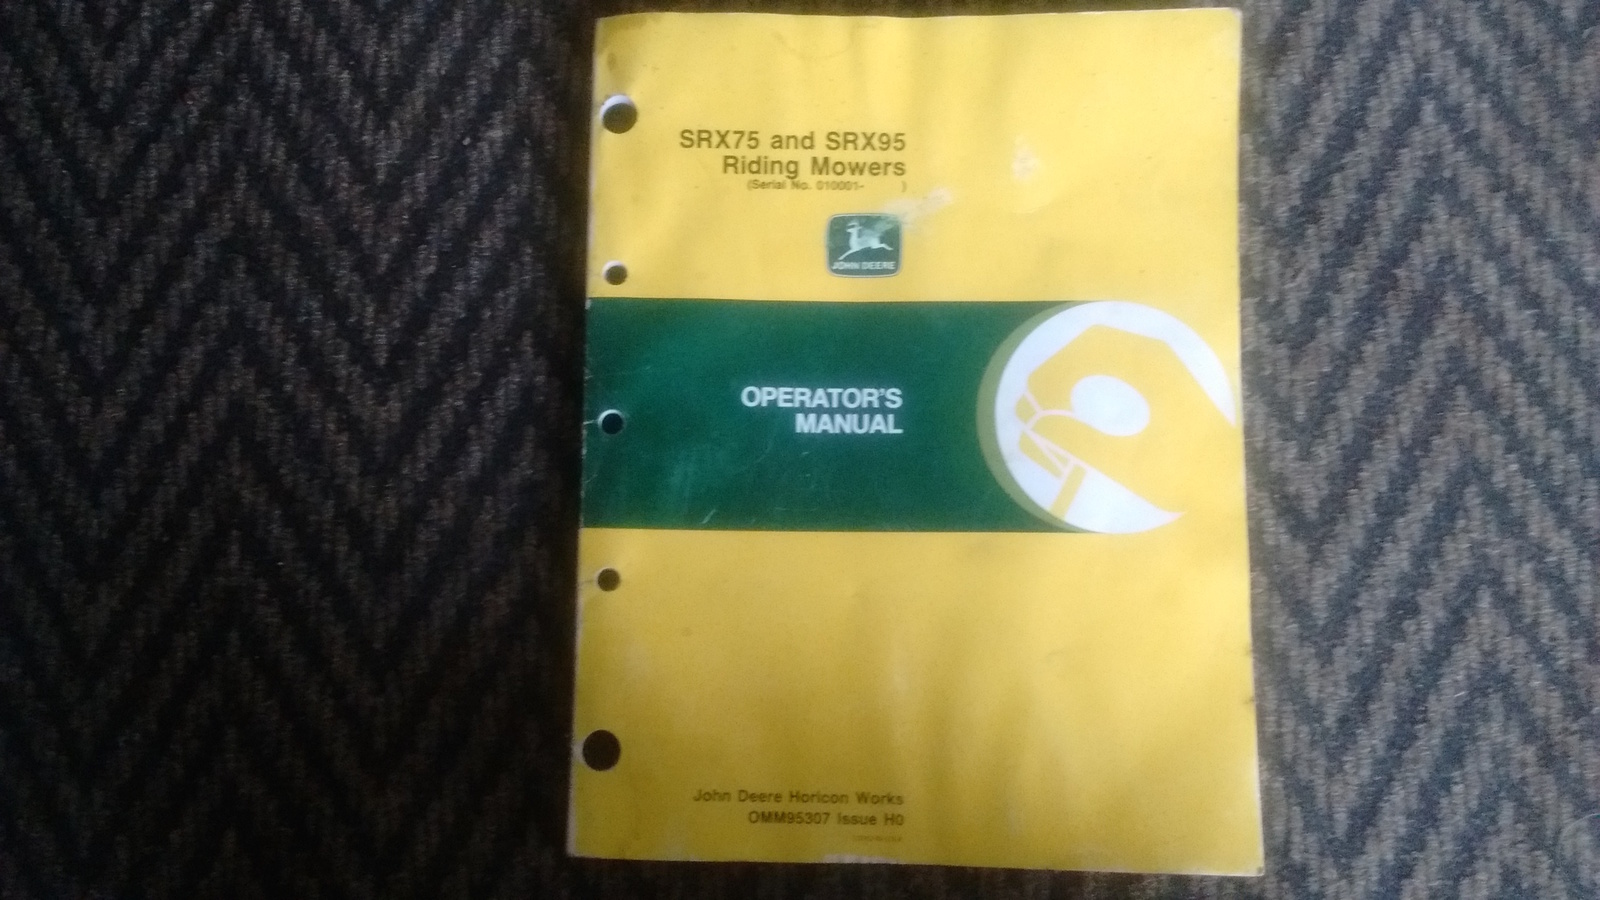 SRX75 and SRX95
Riding Mowers
(Serial No. 010001- )
JOHN DEERE
OPERATOR'S
MANUAL
John Deere Horicon Works
OMM95307 Issue H0